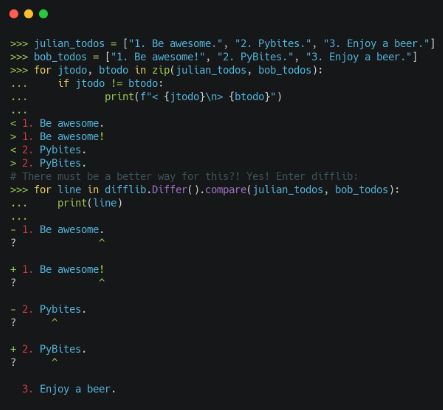 >>> julian_todos = ["1. Be awesome.", "2. Pybites.", "3. Enjoy a beer."]
>>> bob_todos = ["1. Be awesome!", "2. PyBites.", "3. Enjoy a beer."]
>>> for jtodo, btodo in zip(julian_todos, bob_todos):
...     if jtodo != btodo:
...             print(f"< {jtodo}\n> {btodo}")
...
< 1. Be awesome.
> 1. Be awesome!
< 2. Pybites.
> 2. PyBites.
# There must be a better way for this?! Yes! Enter difflib:
>>> for line in difflib.Differ().compare(julian_todos, bob_todos):
...     print(line)
...
- 1. Be awesome.
?              ^
+ 1. Be awesome!
?              ^
- 2. Pybites.
?      ^
+ 2. PyBites.
?      ^
  3. Enjoy a beer.